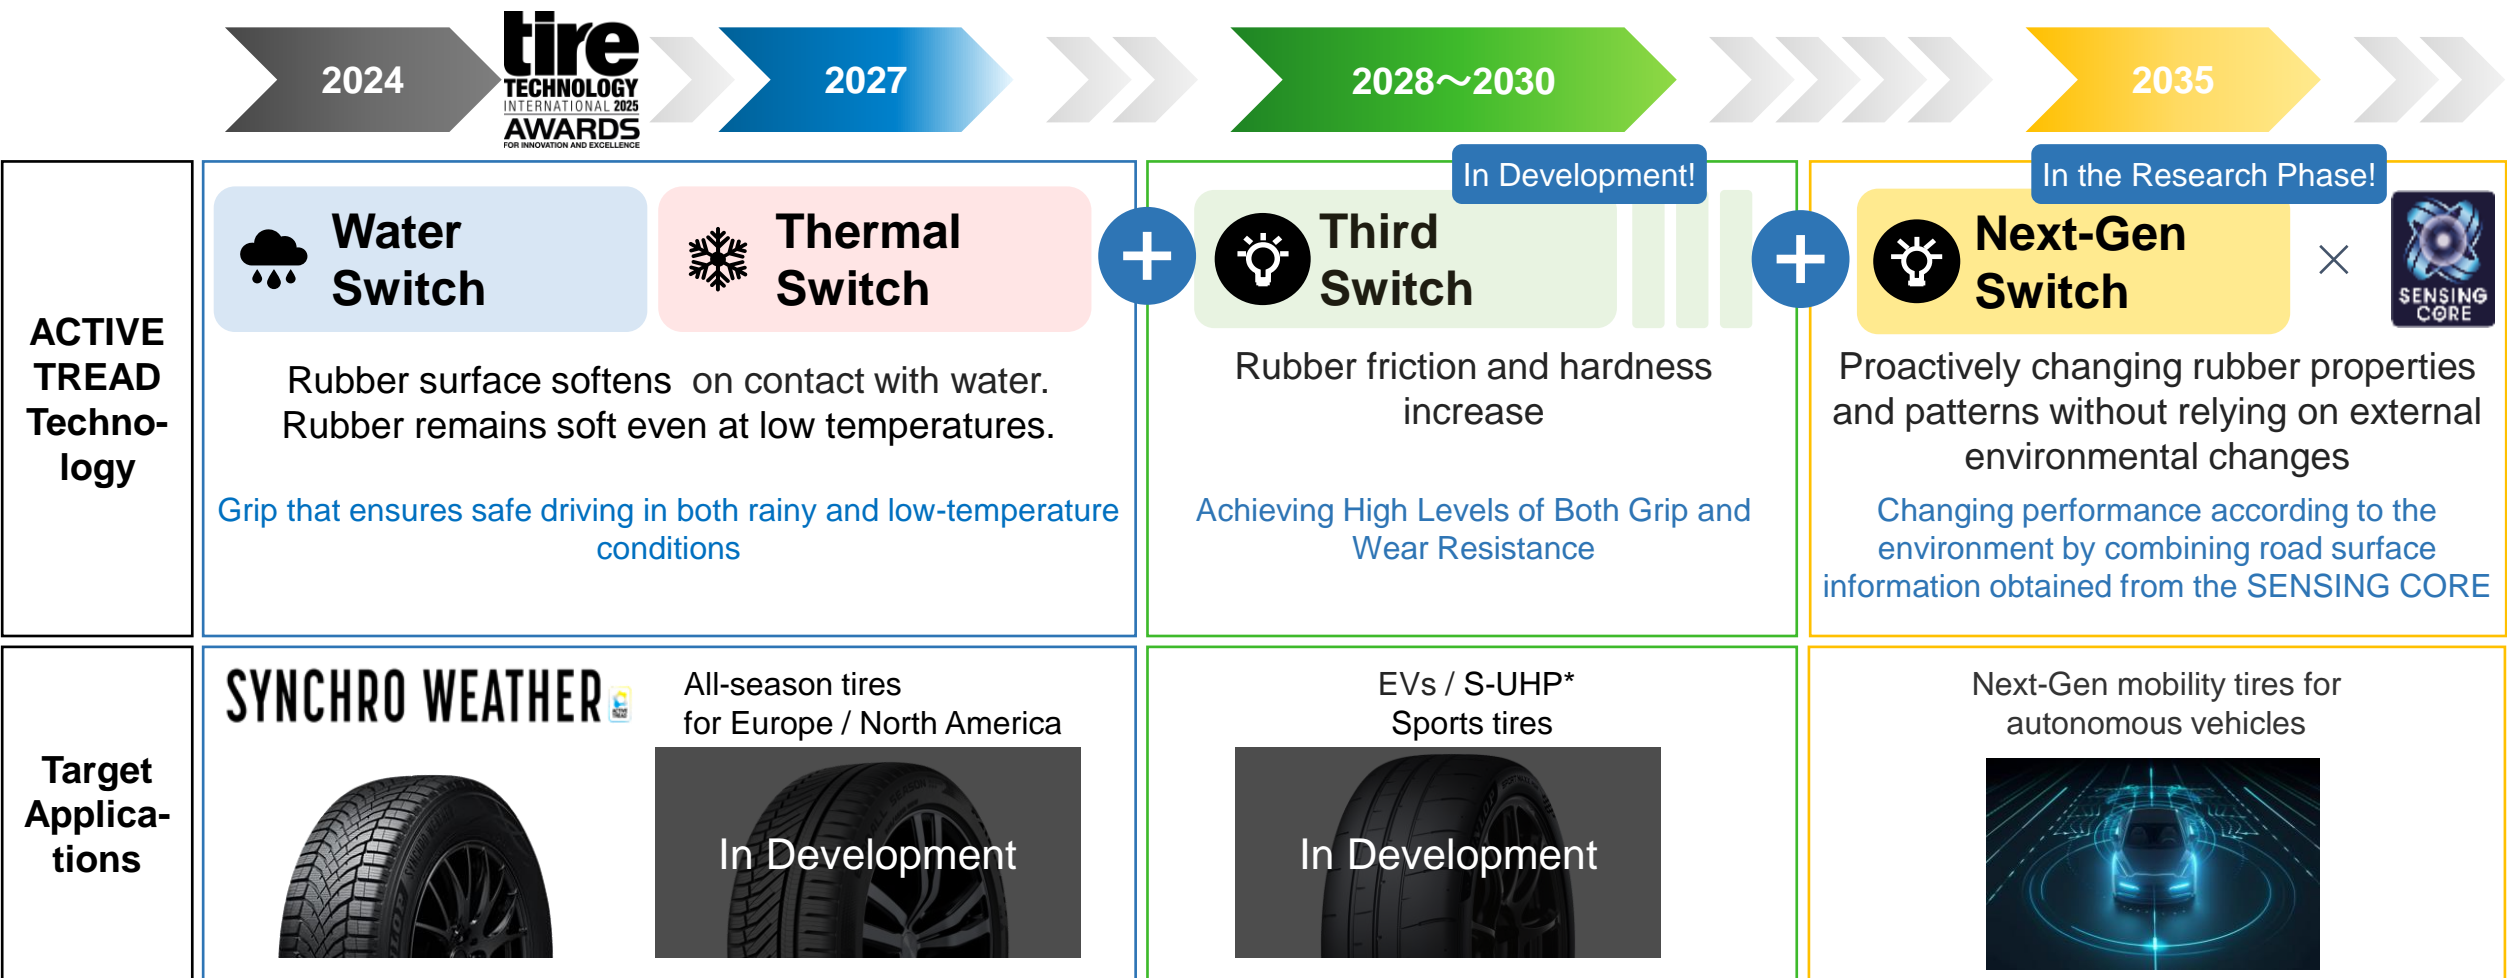 2024
tire
TECHNOLOGY
INTERNATIONAL 2025
AWARDS
FOR INNOVATION AND EXCELLENCE
2027
2028～2030
2035
ACTIVE
TREAD
Techno-
logy
Water
Switch
Thermal
Switch
Rubber surface softens on contact with water.
Rubber remains soft even at low temperatures.
Grip that ensures safe driving in both rainy and low-temperature
conditions
In Development!
Third
Switch
Rubber friction and hardness
increase
Achieving High Levels of Both Grip and
Wear Resistance
In the Research Phase!
Next-Gen
Switch
×
SENSING
CORE
Proactively changing rubber properties
and patterns without relying on external
environmental changes
Changing performance according to the
environment by combining road surface
information obtained from the SENSING CORE
Target
Applica-
tions
SYNCHRO WEATHER
All-season tires
for Europe / North America
In Development
EVs / S-UHP*
Sports tires
In Development
Next-Gen mobility tires for
autonomous vehicles